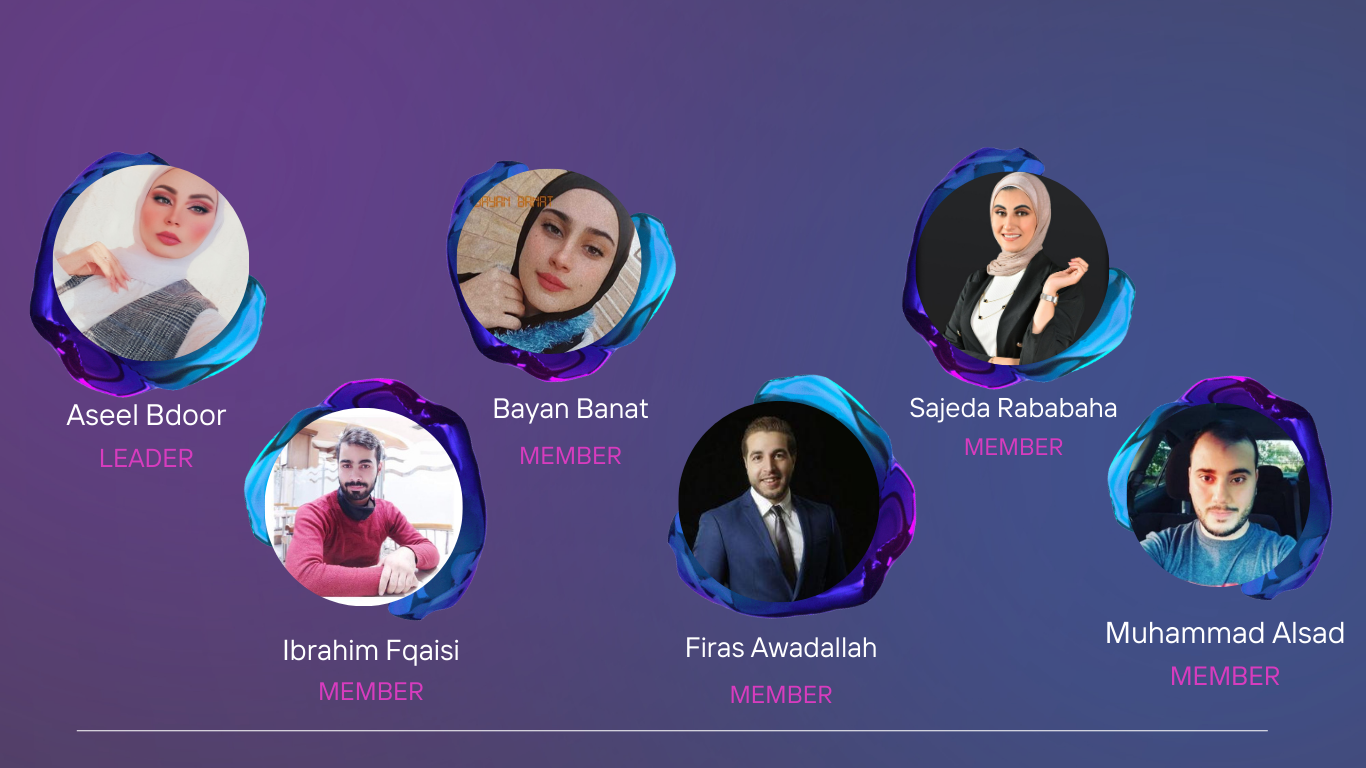 BAYAN BANAT
Aseel Bdoor
LEADER
Bayan Banat
MEMBER
Sajeda Rababaha
MEMBER
Ibrahim Fqaisi
MEMBER
Firas Awadallah
MEMBER
Muhammad Alsad
MEMBER